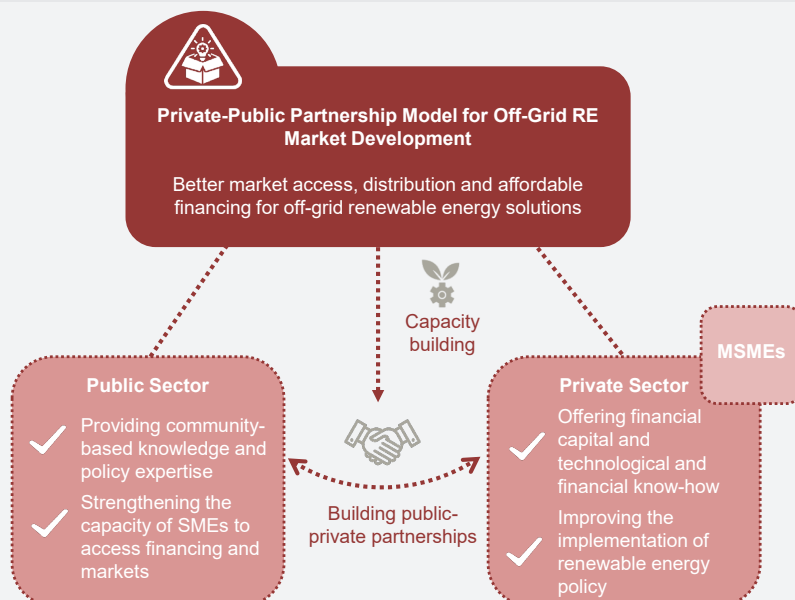 Private-Public Partnership Model for Off-Grid RE
Market Development
Better market access, distribution and affordable
financing for off-grid renewable energy solutions
Capacity
building
MSMEs
Public Sector
Providing community-
based knowledge and
policy expertise
Strengthening the
capacity of SMEs to
access financing and
markets
Building public-
private partnerships
Private Sector
Offering financial
capital and
technological and
financial know-how
Improving the
implementation of
renewable energy
policy